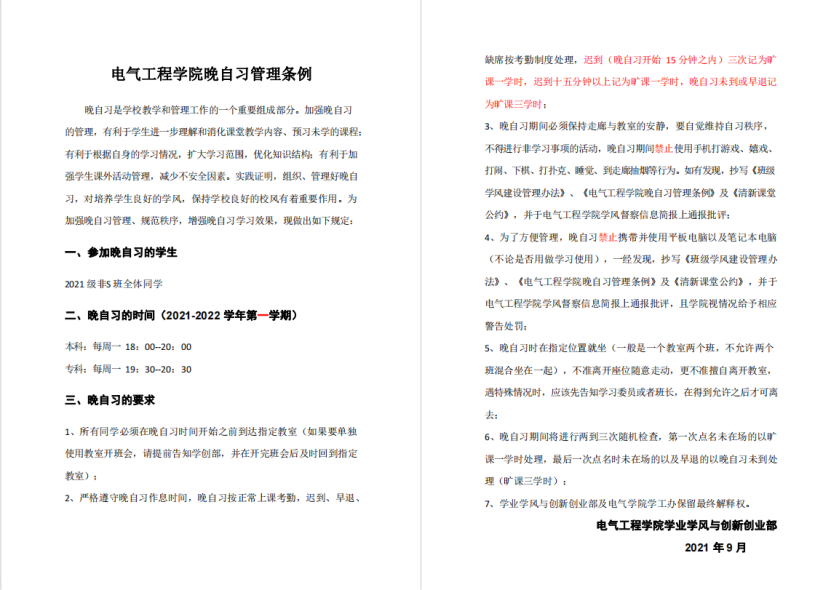 电气工程学院晚自习管理条例
晚自习是学校教学和管理工作的一个重要组成部分。加强晚自习
的管理，有利于学生进一步理解和消化课堂教学内容、预习未学的课程；
有利于根据自身的学习情况，扩大学习范围，优化知识结构；有利于加
强学生课外活动管理，减少不安全因素。实践证明，组织、管理好晚自
习，对培养学生良好的学风，保持学校良好的校风有着重要作用。为
加强晚自习管理、规范秩序，增强晚自习学习效果，现做出如下规定：
一、参加晚自习的学生
2021 级非S 班全体同学
二、晚自习的时间（2021-2022 学年第一学期）
本科：每周一 18：00--20：00
专科：每周一 19：30--20：30
三、晚自习的要求
1、所有同学必须在晚自习时间开始之前到达指定教室（如果要单独
使用教室开班会，请提前告知学创部，并在开完班会后及时回到指定
教室）；
2、严格遵守晚自习作息时间，晚自习按正常上课考勤，迟到、早退、
缺席按考勤制度处理，迟到（晚自习开始 15 分钟之内）三次记为旷
课一学时，迟到十五分钟以上记为旷课一学时，晚自习未到或早退记
为旷课三学时；
3、晚自习期间必须保持走廊与教室的安静，要自觉维持自习秩序，
不得进行非学习事项的活动，晚自习期间禁止使用手机打游戏、嬉戏、
打闹、下棋、打扑克、睡觉、到走廊抽烟等行为。如有发现，抄写《班级
学风建设管理办法》、《电气工程学院晚自习管理条例》及《清新课堂
公约》，并于电气工程学院学风督察信息简报上通报批评；
4、为了方便管理，晚自习禁止携带并使用平板电脑以及笔记本电脑
（不论是否用做学习使用），一经发现，抄写《班级学风建设管理办
法》、《电气工程学院晚自习管理条例》及《清新课堂公约》，并于
电气工程学院学风督察信息简报上通报批评，且学院视情况给予相应
警告处罚；
5、晚自习时在指定位置就坐（一般是一个教室两个班，不允许两个
班混合坐在一起），不准离开座位随意走动，更不准擅自离开教室，
遇特殊情况时，应该先告知学习委员或者班长，在得到允许之后才可离
去；
6、晚自习期间将进行两到三次随机检查，第一次点名未在场的以旷
课一学时处理，最后一次点名时未在场的以及早退的以晚自习未到处
理（旷课三学时）；
7、学业学风与创新创业部及电气学院学工办保留最终解释权。
电气工程学院学业学风与创新创业部
2021 年 9 月